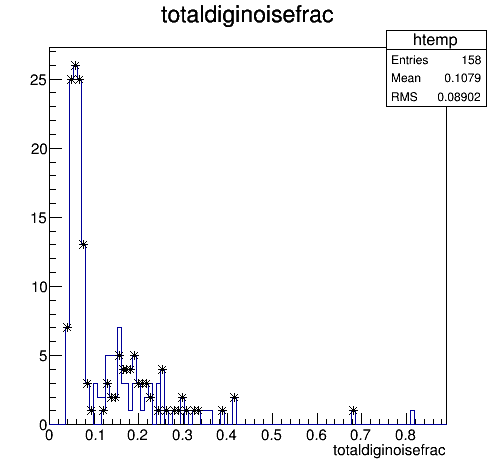 totaldiginoisefrac
htemp
Entries 158
Mean 0.1079
RMS 0.08902
25
20
15
10
5
0
0 0.1 0.2 0.3 0.4 0.5 0.6 0.7 0.8
totaldiginoisefrac